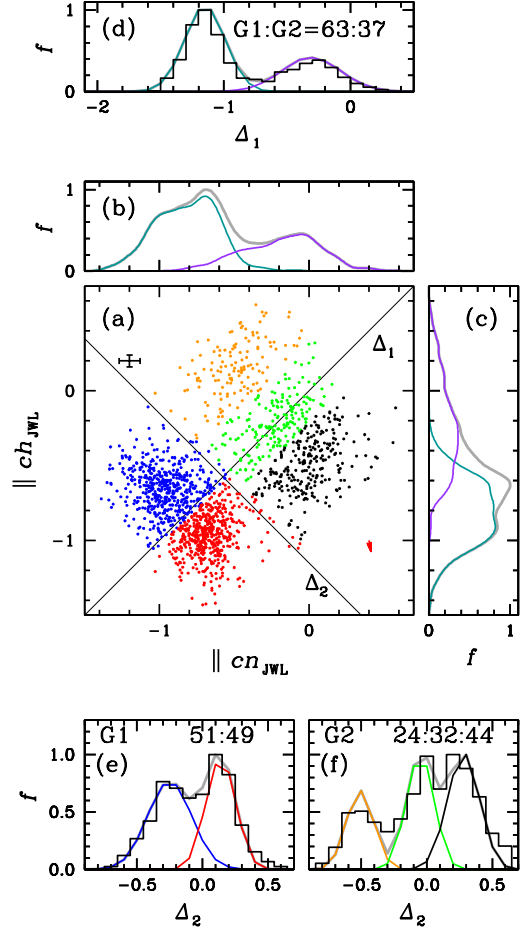 (d) G1:G2=63:37
f
1
0
−2 −1 0
Δ1
(b)
f
1
0
(a)
Δ1
Δ2
∥ chJWL
0
−1
−1 0
∥ cnJWL
(c)
0 1
f
G1 51:49
(e)
f
1.0
0.5
0.0
−0.5 0.0 0.5
Δ2
G2 24:32:44
(f)
−0.5 0.0 0.5
Δ2